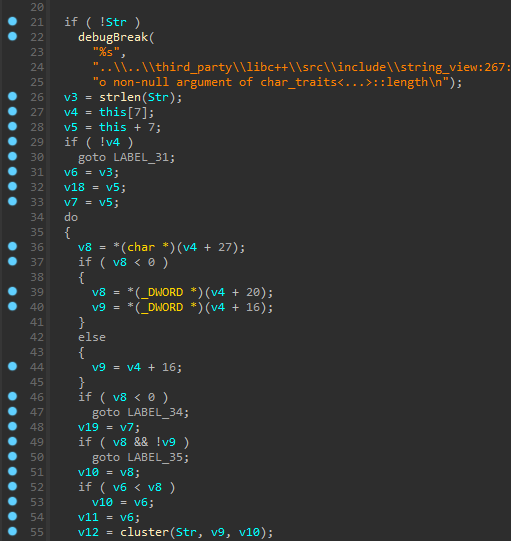 20
21 if ( !Str )
22 debugBreak(
23 "%s",
24 "..\\..\\third_party\\libc++\\src\\include\\string_view:267:
25 "o non-null argument of char_traits<...>::length\n");
26 v3 = strlen(Str);
27 v4 = this[7];
28 v5 = this + 7;
29 if ( !v4 )
30 goto LABEL_31;
31 v6 = v3;
32 v18 = v5;
33 v7 = v5;
34 do
35 {
36 v8 = *(char *)(v4 + 27);
37 if ( v8 < 0 )
38 {
39 v8 = *(_DWORD *)(v4 + 20);
40 v9 = *(_DWORD *)(v4 + 16);
41 }
42 else
43 {
44 v9 = v4 + 16;
45 }
46 if ( v8 < 0 )
47 goto LABEL_34;
48 v19 = v7;
49 if ( v8 && !v9 )
50 goto LABEL_35;
51 v10 = v8;
52 if ( v6 < v8 )
53 v10 = v6;
54 v11 = v6;
55 v12 = cluster(Str, v9, v10);